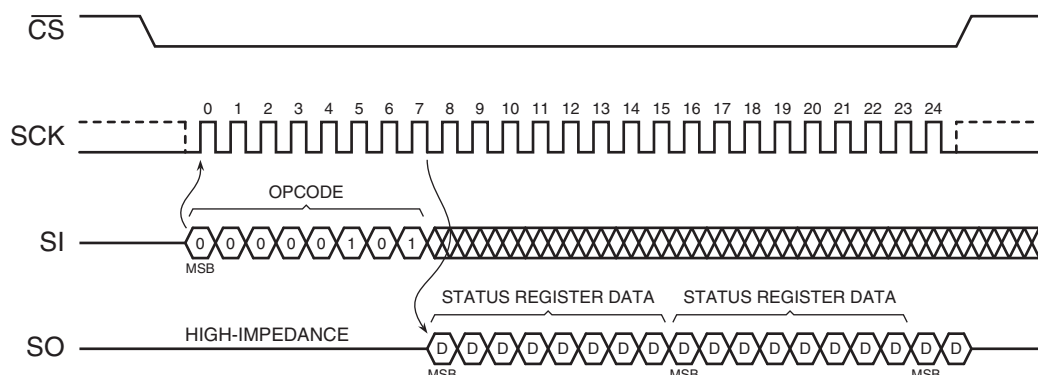 CS
0 1 2 3 4 5 6 7 8 9 10 11 12 13 14 15 16 17 18 19 20 21 22 23 24
SCK
OPCODE
SI 0 0 0 0 0 1 0 1
MSB
STATUS REGISTER DATA STATUS REGISTER DATA
HIGH-IMPEDANCE
SO D D D D D D D D D D D D D D D D D D
MSB MSB MSB